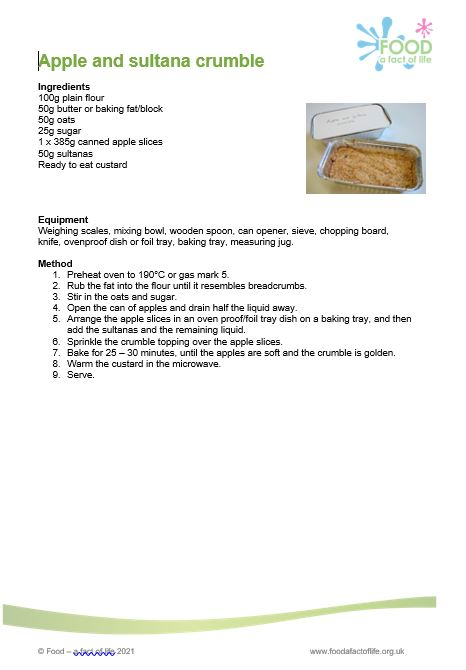 FOOD
a fact of life
Apple and sultana crumble
Ingredients
100g plain flour
50g butter or baking fat/block
50g oats
25g sugar
1 x 385g canned apple slices
50g sultanas
Ready to eat custard
Equipment
Weighing scales, mixing bowl, wooden spoon, can opener, sieve, chopping board,
knife, ovenproof dish or foil tray, baking tray, measuring jug.
Method
1. Preheat oven to 190°C or gas mark 5.
2. Rub the fat into the flour until it resembles breadcrumbs.
3. Stir in the oats and sugar.
4. Open the can of apples and drain half the liquid away.
5. Arrange the apple slices in an oven proof/foil tray dish on a baking tray, and then
add the sultanas and the remaining liquid.
6. Sprinkle the crumble topping over the apple slices.
7. Bake for 25 – 30 minutes, until the apples are soft and the crumble is golden.
8. Warm the custard in the microwave.
9. Serve.
© Food – a fact of life 2021
www.foodafactoflife.org.uk